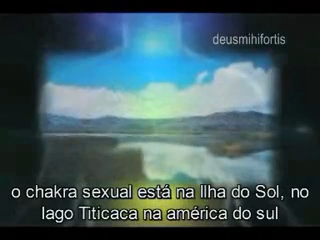 deusmihifortis
o chakra sexual está na Ilha do Sol, no
lago Titicaca na américa do sul